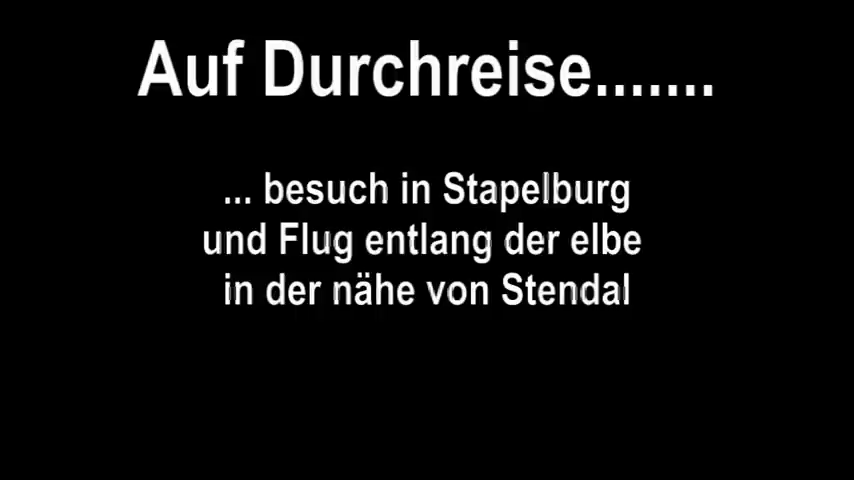 Auf Durchreise.......
... besuch in Stapelburg
und Flug entlang der elbe
in der nähe von Stendal